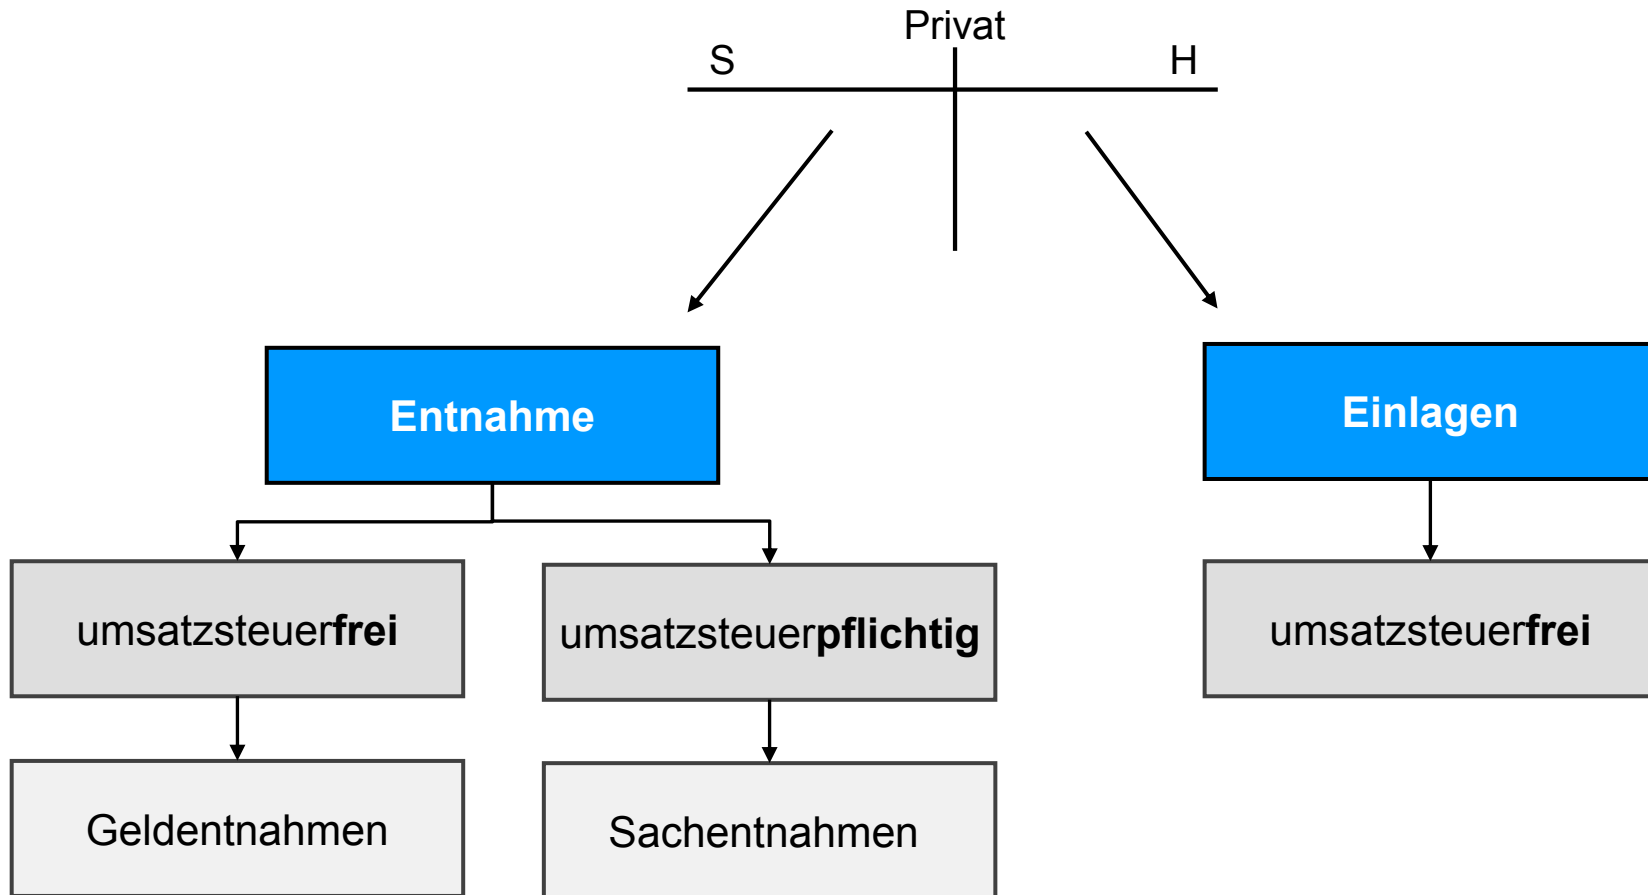 Privat
S H
Entnahme Einlagen
umsatzsteuerfrei umsatzsteuerpflichtig umsatzsteuerfrei
Geldentnahmen Sachentnahmen